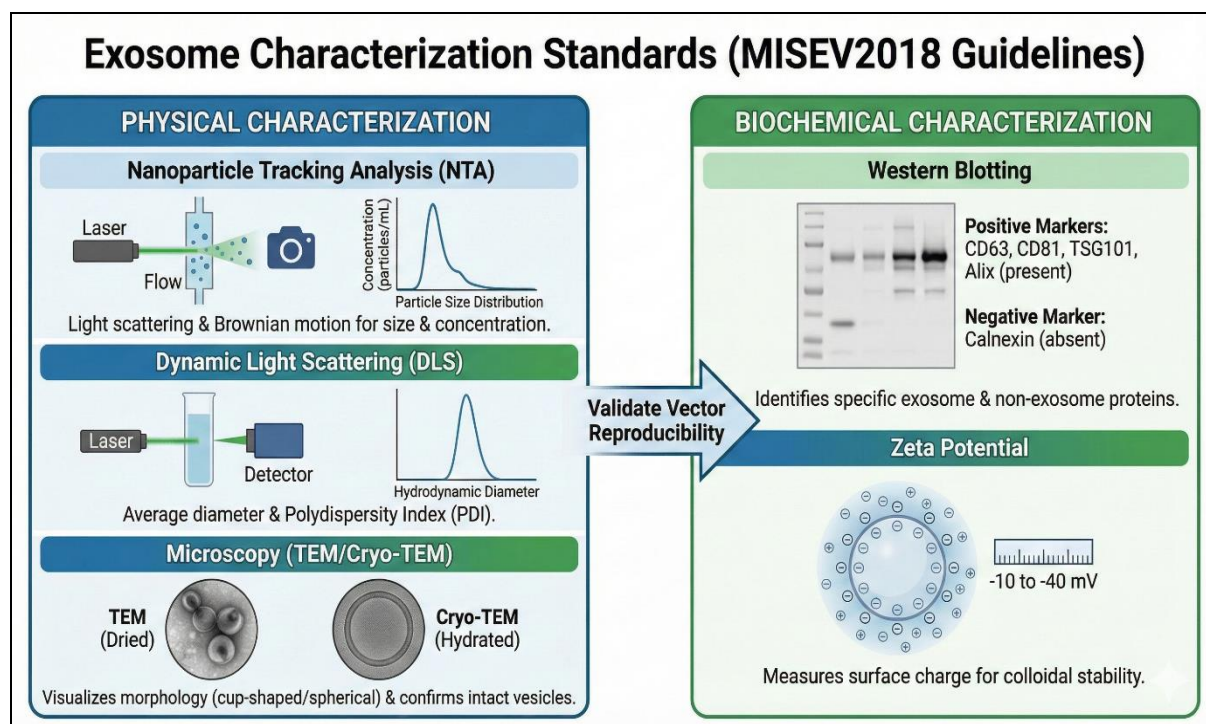 Exosome Characterization Standards (MISEV2018 Guidelines)
PHYSICAL CHARACTERIZATION
Nanoparticle Tracking Analysis (NTA)
Laser
Flow
Concentration
(particles/mL)
Particle Size Distribution
Light scattering & Brownian motion for size & concentration.
Dynamic Light Scattering (DLS)
Laser
Detector
Hydrodynamic Diameter
Average diameter & Polydispersity Index (PDI).
Microscopy (TEM/Cryo-TEM)
TEM
(Dried)
Cryo-TEM
(Hydrated)
Visualizes morphology (cup-shaped/spherical) & confirms intact vesicles.
Validate Vector
Reproducibility
BIOCHEMICAL CHARACTERIZATION
Western Blotting
Positive Markers:
CD63, CD81, TSG101,
Alix (present)
Negative Marker:
Calnexin (absent)
Identifies specific exosome & non-exosome proteins.
Zeta Potential
-10 to -40 mV
Measures surface charge for colloidal stability.